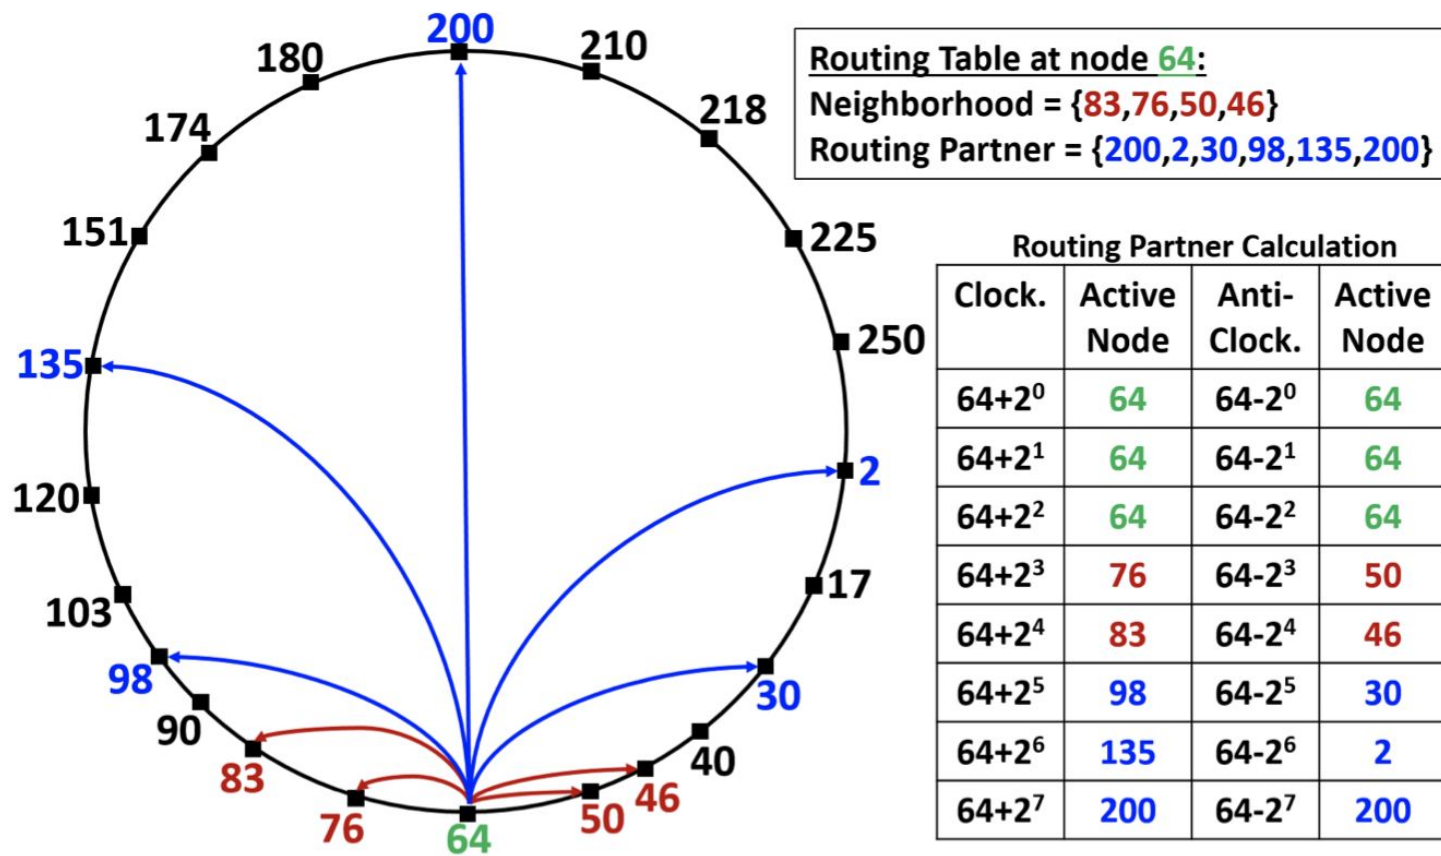 200
180
210
174
218
151
225
250
135
2
120
17
103
98
30
90
40
83
46
76
50
64
Routing Table at node 64:
Neighborhood = {83,76,50,46}
Routing Partner = {200,2,30,98,135,200}
Routing Partner Calculation
Clock. Active Node Anti-Clock. Active Node
64+2⁰ 64 64-2⁰ 64
64+2¹ 64 64-2¹ 64
64+2² 64 64-2² 64
64+2³ 76 64-2³ 50
64+2⁴ 83 64-2⁴ 46
64+2⁵ 98 64-2⁵ 30
64+2⁶ 135 64-2⁶ 2
64+2⁷ 200 64-2⁷ 200